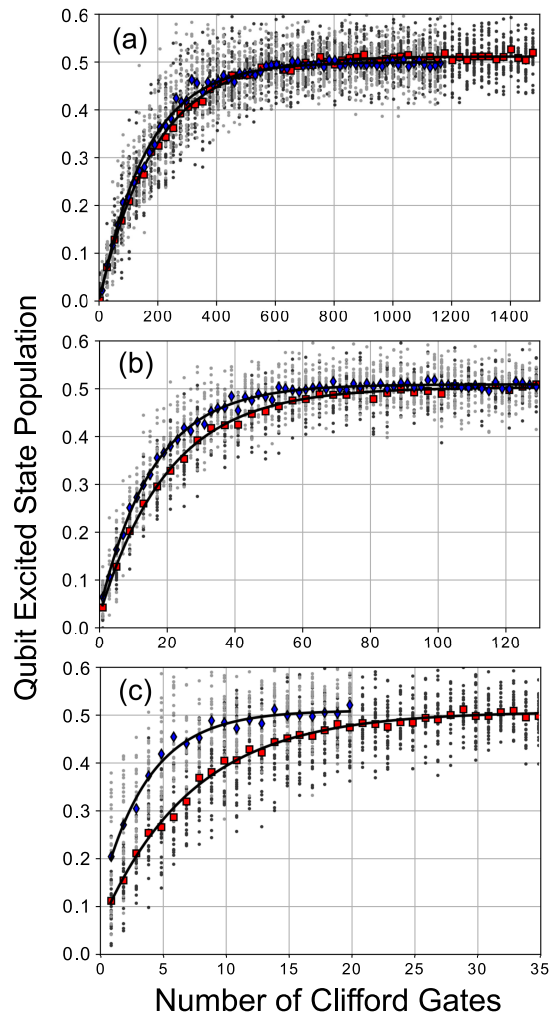 (a)
0.6
0.5
0.4
0.3
0.2
0.1
0.0
0 200 400 600 800 1000 1200 1400
(b)
0.6
0.5
0.4
0.3
0.2
0.1
0.0
0 20 40 60 80 100 120
Qubit Excited State Population
(c)
0.6
0.5
0.4
0.3
0.2
0.1
0.0
0 5 10 15 20 25 30 35
Number of Clifford Gates